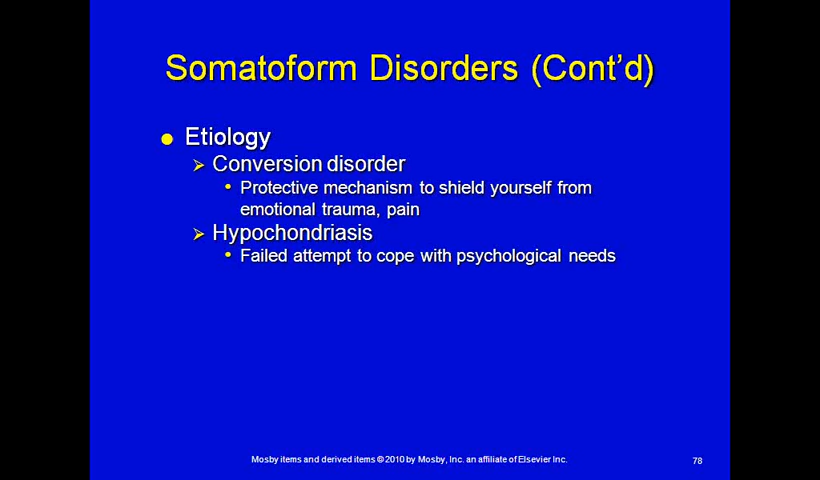 Somatoform Disorders (Cont’d)
Etiology
Conversion disorder
Protective mechanism to shield yourself from
emotional trauma, pain
Hypochondriasis
Failed attempt to cope with psychological needs
Mosby items and derived items © 2010 by Mosby, Inc. an affiliate of Elsevier Inc.
78